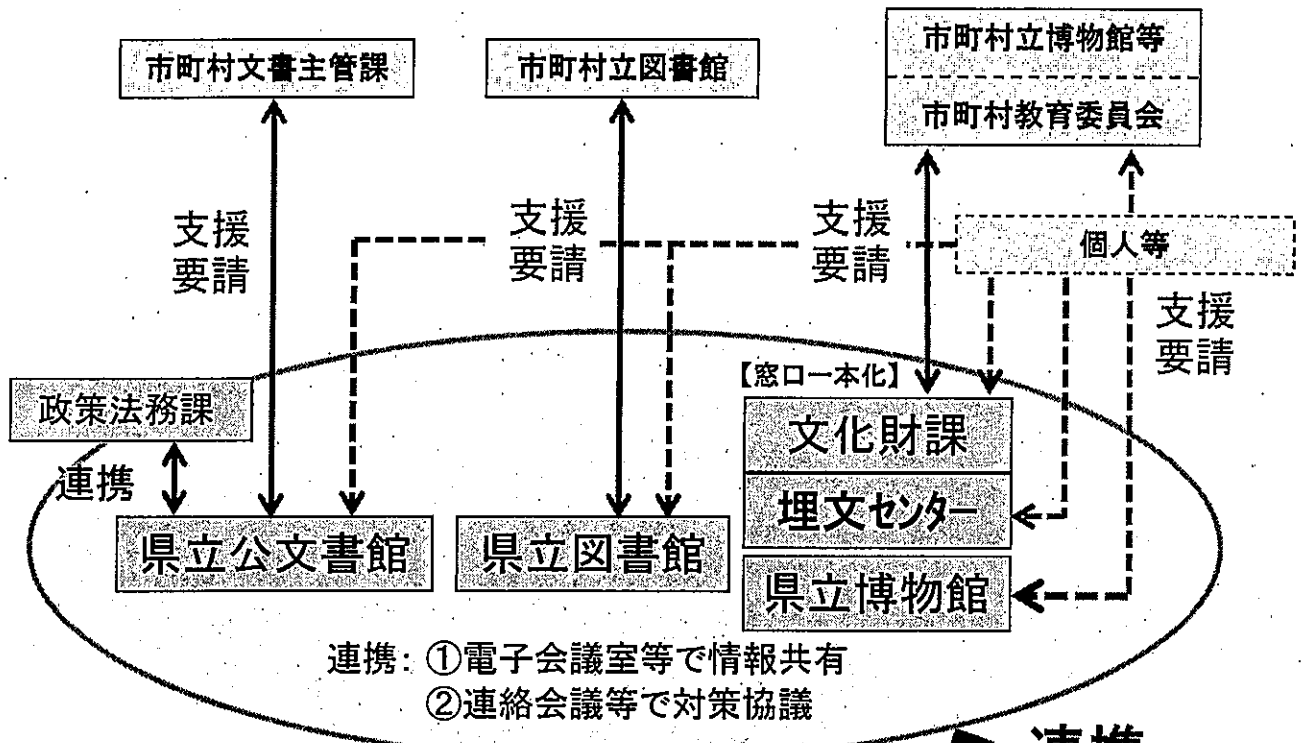 市町村文書主管課
市町村立図書館
市町村立博物館等
市町村教育委員会
支援
要請
支援
要請
支援
要請
個人等
支援
要請
【窓口一本化】
政策法務課
連携
文化財課
埋文センター
県立公文書館
県立図書館
県立博物館
連携：①電子会議室等で情報共有
②連絡会議等で対策協議
連携